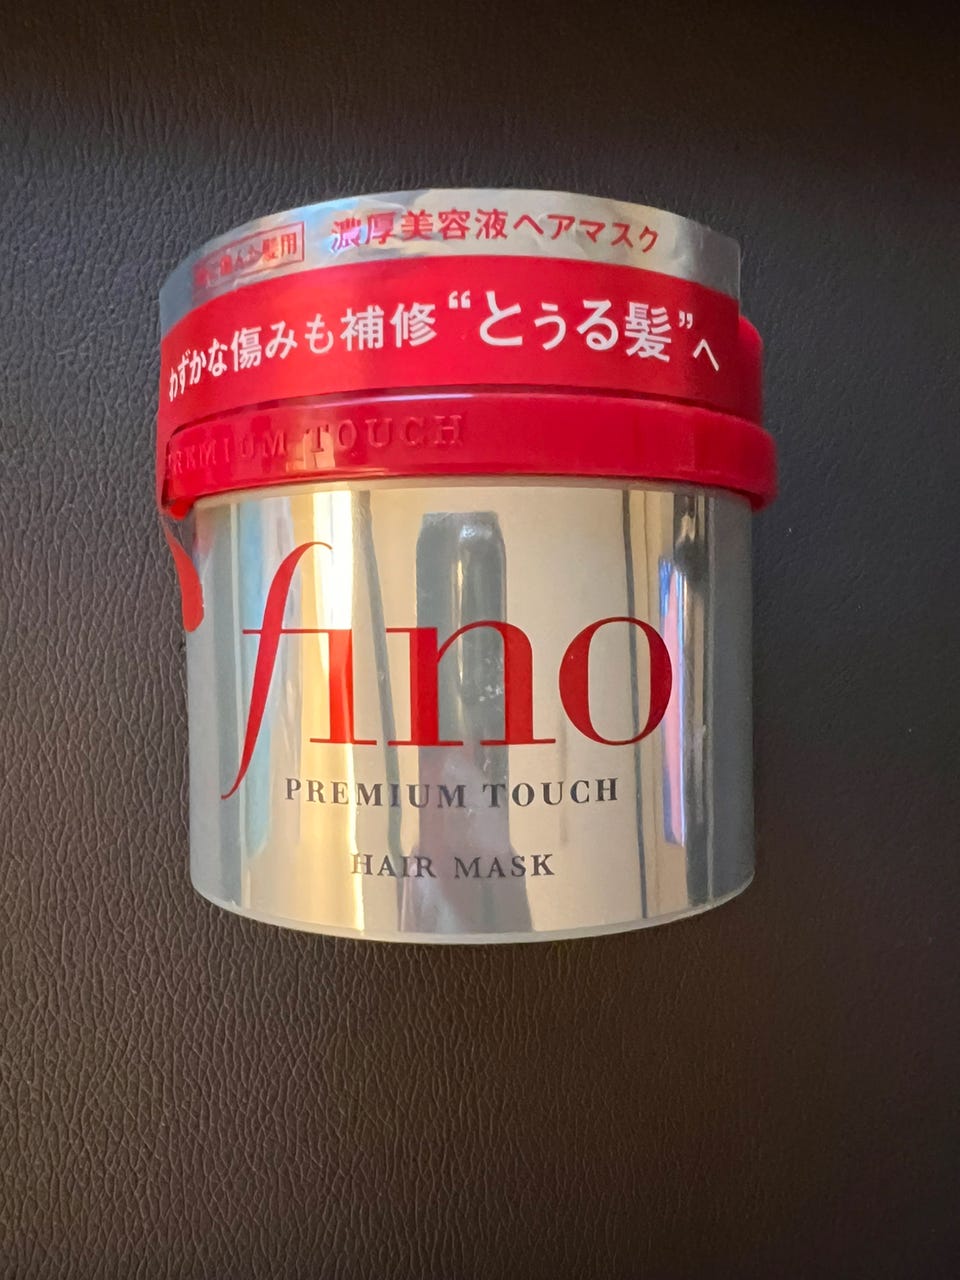 濃厚美容液ヘアマスク
わずかな傷みも補修“とぅるる髪”へ
PREMIUM TOUCH
fino
PREMIUM TOUCH
HAIR MASK